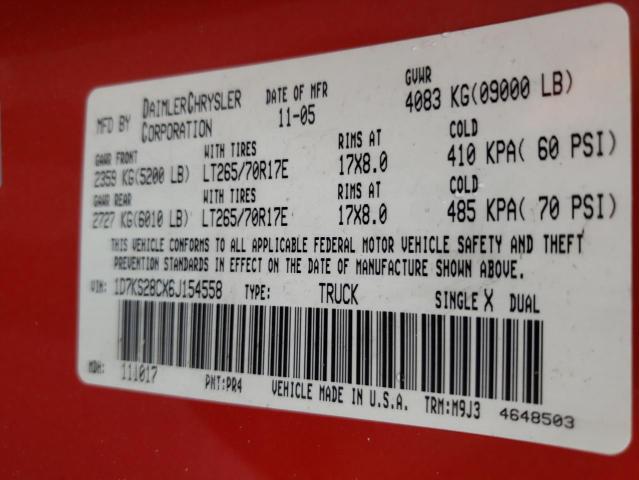 MFD BY DAIMLERCHRYSLER CORPORATION
DATE OF MFR 11-05
GVWR 4083 KG(09000 LB)
GAWR FRONT WITH TIRES RIMS AT COLD
2359 KG(5200 LB) LT265/70R17E 17X8.0 410 KPA( 60 PSI)
GAWR REAR WITH TIRES RIMS AT COLD
2727 KG(6010 LB) LT265/70R17E 17X8.0 485 KPA( 70 PSI)
THIS VEHICLE CONFORMS TO ALL APPLICABLE FEDERAL MOTOR VEHICLE SAFETY AND THEFT
PREVENTION STANDARDS IN EFFECT ON THE DATE OF MANUFACTURE SHOWN ABOVE.
VIN: 1D7KS28CX6J154558 TYPE: TRUCK SINGLE X DUAL
MDH: 111017 PNT:PR4 VEHICLE MADE IN U.S.A. TRM:M9J3 4648503